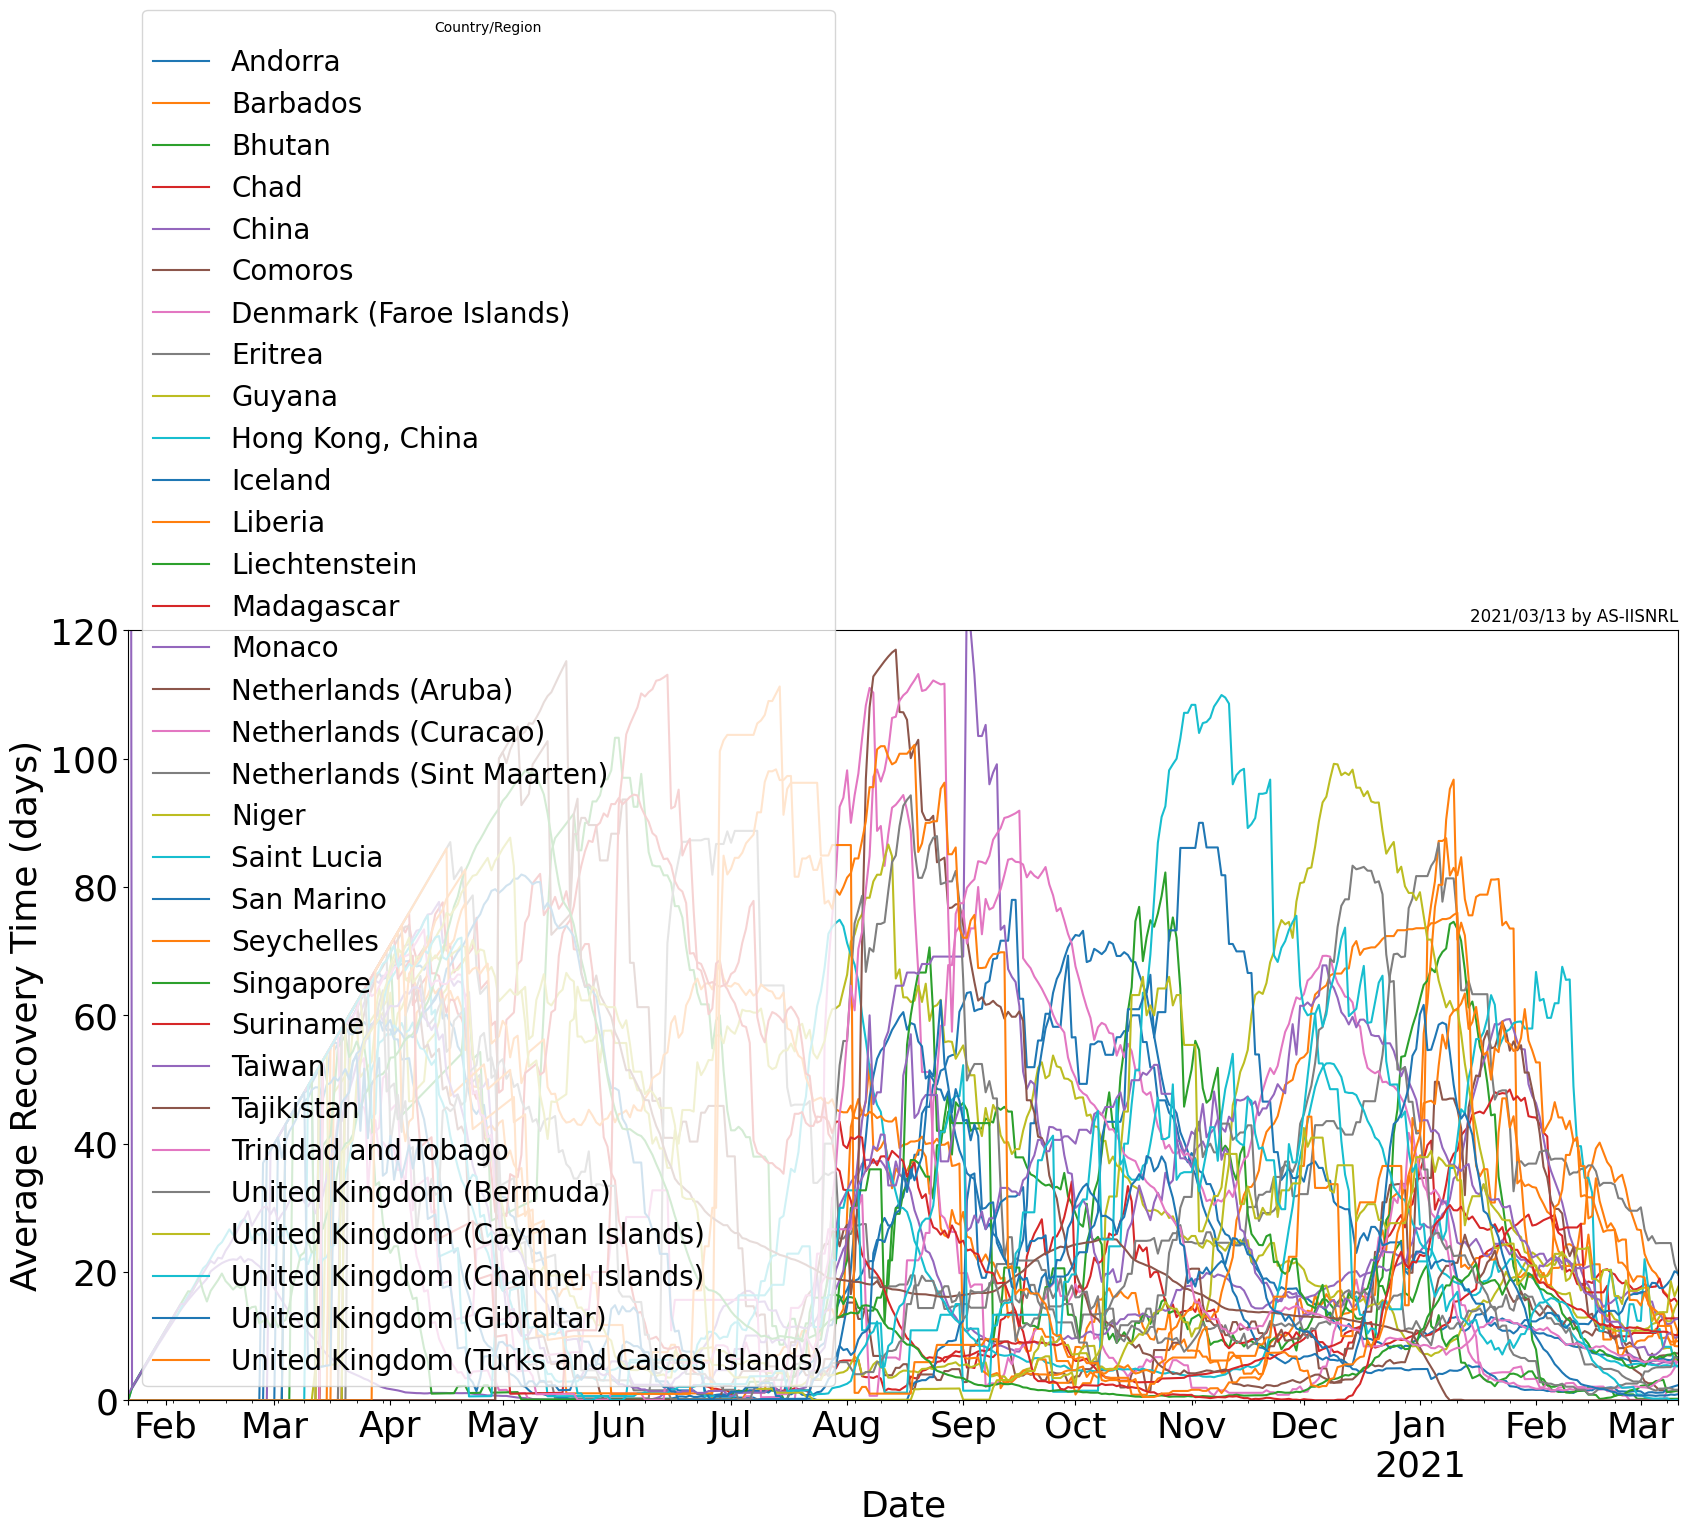 Country/Region
Andorra
Barbados
Bhutan
Chad
China
Comoros
Denmark (Faroe Islands)
Eritrea
Guyana
Hong Kong, China
Iceland
Liberia
Liechtenstein
Madagascar
Monaco
Netherlands (Aruba)
Netherlands (Curacao)
Netherlands (Sint Maarten)
Niger
Saint Lucia
San Marino
Seychelles
Singapore
Suriname
Taiwan
Tajikistan
Trinidad and Tobago
United Kingdom (Bermuda)
United Kingdom (Cayman Islands)
United Kingdom (Channel Islands)
United Kingdom (Gibraltar)
United Kingdom (Turks and Caicos Islands)
2021/03/13 by AS-IISNRL
Average Recovery Time (days)
120
100
80
60
40
20
0
Feb Mar Apr May Jun Jul Aug Sep Oct Nov Dec Jan Feb Mar
2021
Date